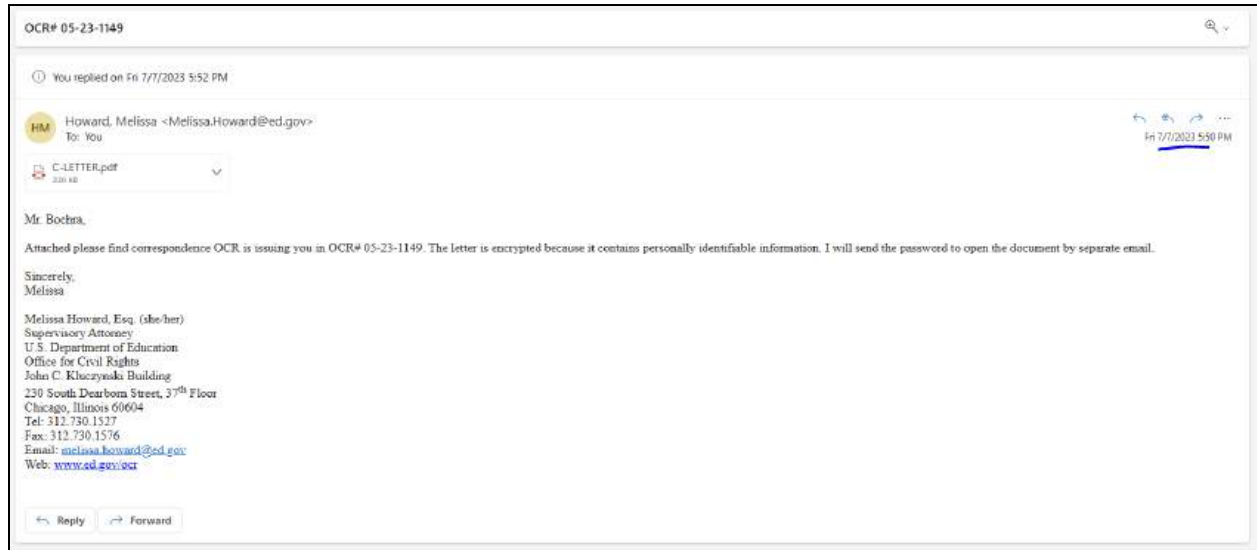 OCR# 05-23-1149
You replied on Fri 7/7/2023 5:52 PM
HM
Howard, Melissa <Melissa.Howard@ed.gov>
To: You
Fri 7/7/2023 5:50 PM
C-LETTER.pdf
Mr. Bochra,
Attached please find correspondence OCR is issuing you in OCR# 05-23-1149. The letter is encrypted because it contains personally identifiable information. I will send the password to open the document by separate email.
Sincerely,
Melissa
Melissa Howard, Esq. (she/her)
Supervisory Attorney
U.S. Department of Education
Office for Civil Rights
John C. Kluczynski Building
230 South Dearborn Street, 37th Floor
Chicago, Illinois 60604
Tel: 312.730.1527
Fax: 312.730.1576
Email: melissa.howard@ed.gov
Web: www.ed.gov/ocr
Reply
Forward